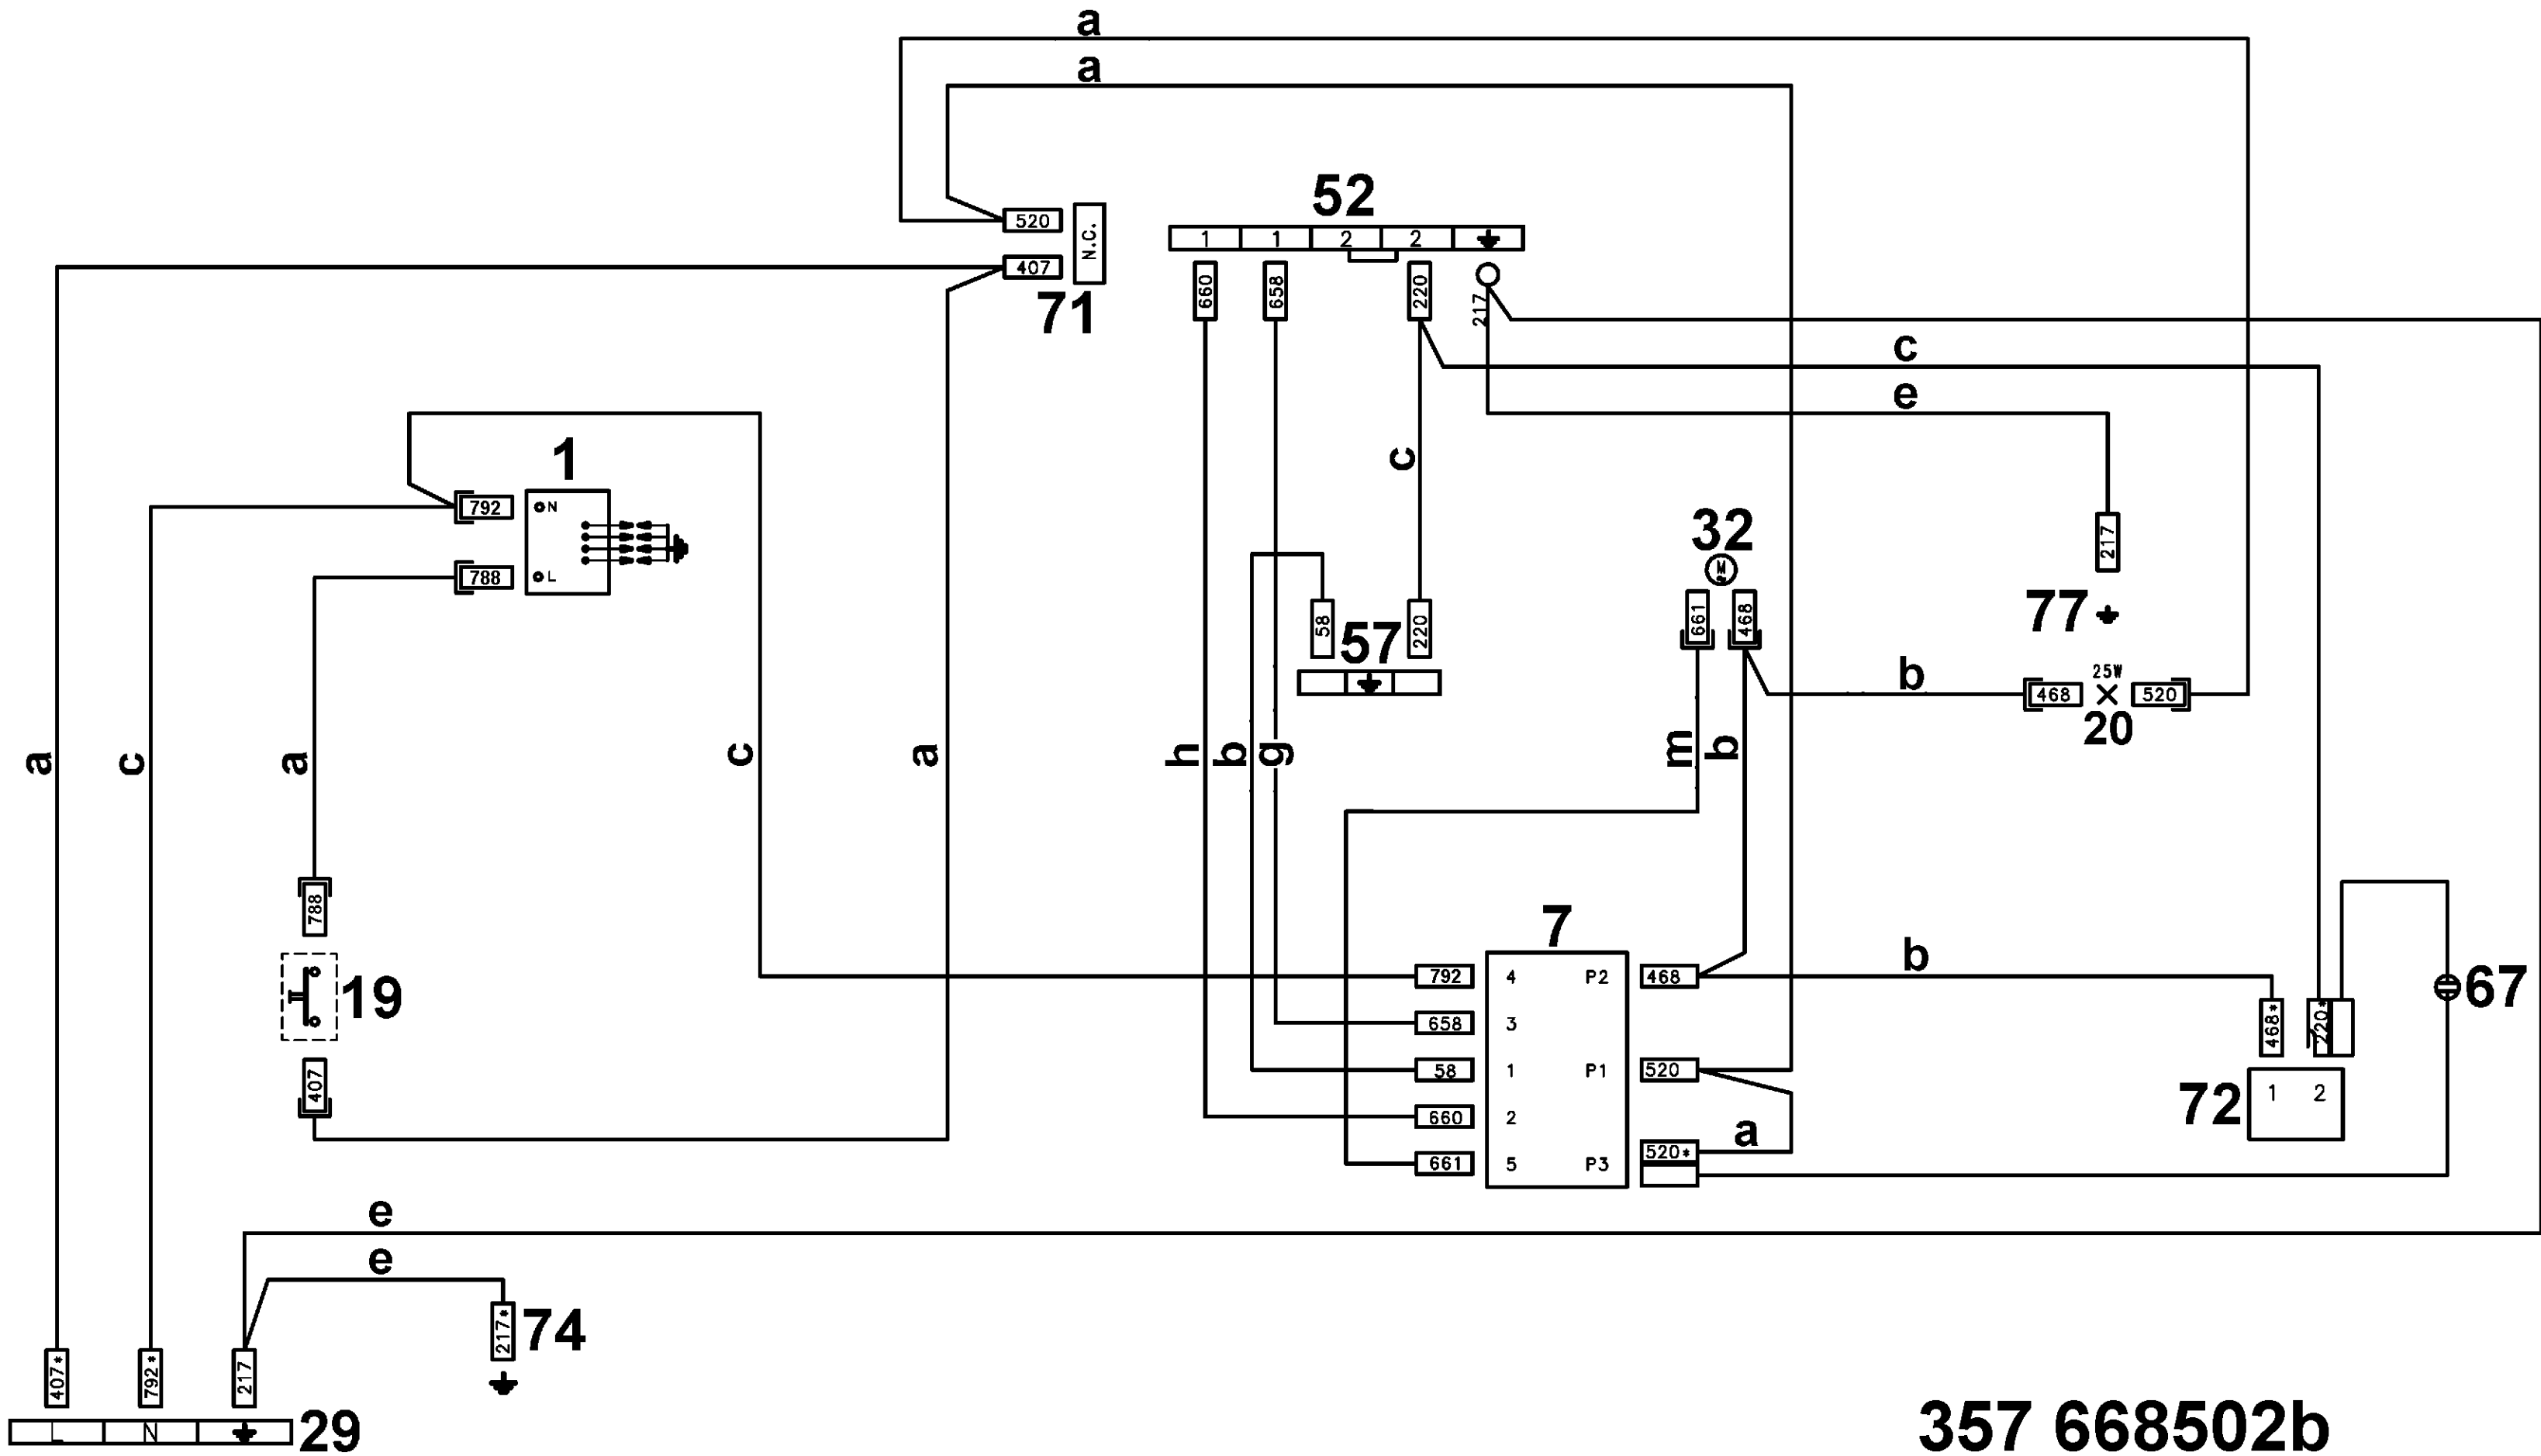 a
a
52
520
N.C.
407
71
1
1
2
2
660
658
220
217
c
e
c
1
792
N
788
L
32
M
661
468
217
77
58
57
220
b
25W
468
520
20
a
c
a
c
a
h
b
g
m
b
788
19
407
7
792
4
P2
468
b
658
3
58
1
P1
520
660
2
661
5
P3
520*
a
468*
220*
67
72
1
2
e
e
217*
74
407*
792*
217
L
N
29
357 668502b